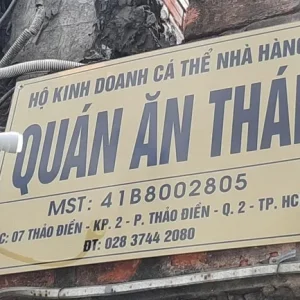 HỘ KINH DOANH CÁ THỂ NHÀ HÀNG
QUÁN ĂN THÁI
MST: 41B8002805
C: 07 THẢO ĐIỀN - KP. 2 - P. THẢO ĐIỀN - Q. 2 - TP. HC
ĐT: 028 3744 2080